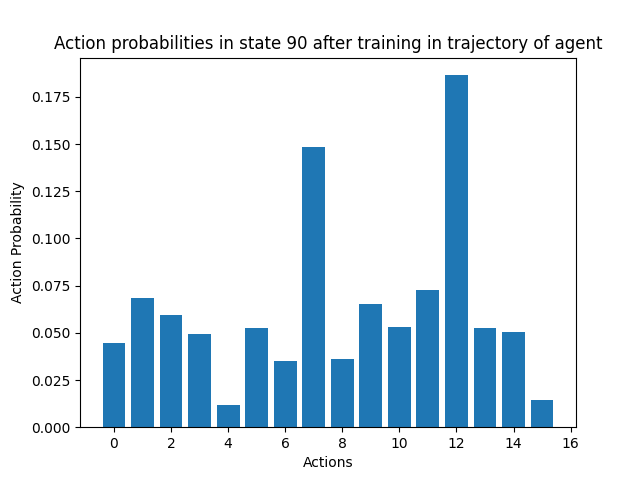 Action probabilities in state 90 after training in trajectory of agent
0.175
0.150
0.125
0.100
0.075
0.050
0.025
0.000
Action Probability
0 2 4 6 8 10 12 14 16
Actions